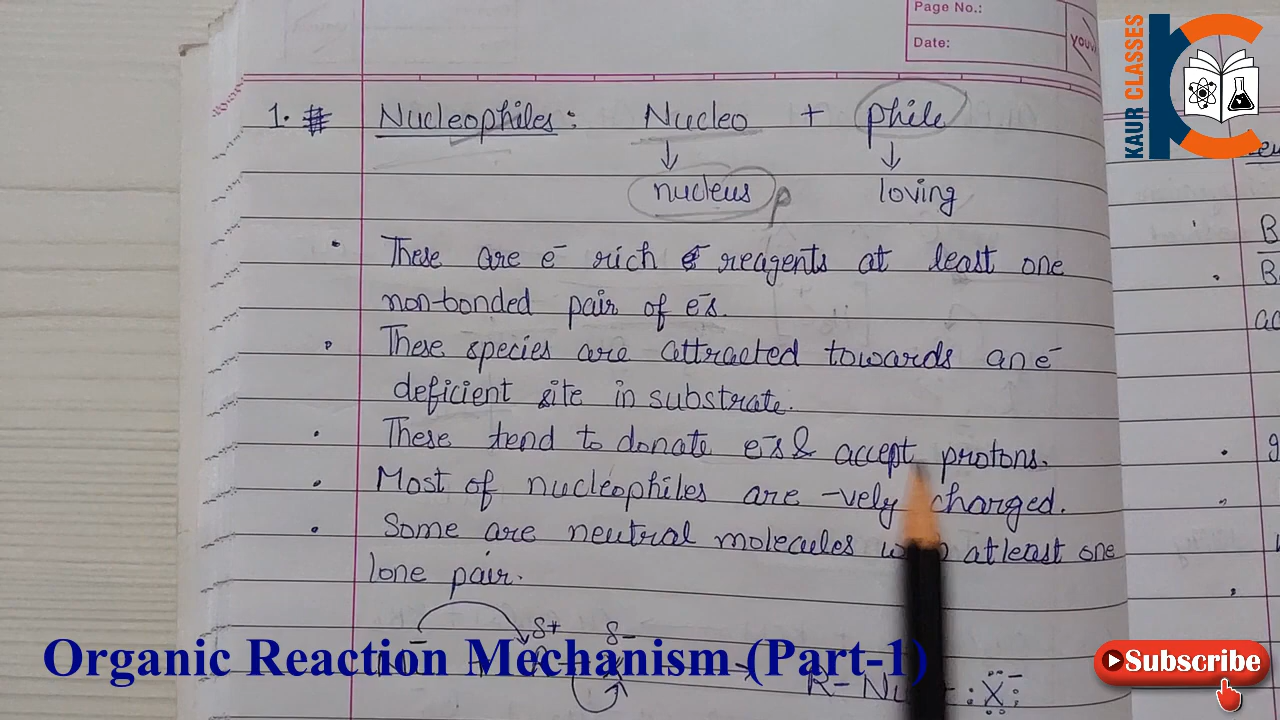 Page No.:
Date:
YOUVA
KAUR CLASSES
1. # Nucleophiles: Nucleo + phile
↓ ↓
nucleus p loving
• These are e⁻ rich reagents at least one
non-bonded pair of e⁻s.
• These species are attracted towards an e⁻
deficient site in substrate.
• These tend to donate e⁻s & accept protons.
• Most of nucleophiles are -vely charged.
• Some are neutral molecules atleast one
lone pair.
δ+ δ-
Organic Reaction Mechanism (Part-1)
R- :X:⁻
Subscribe
B
B